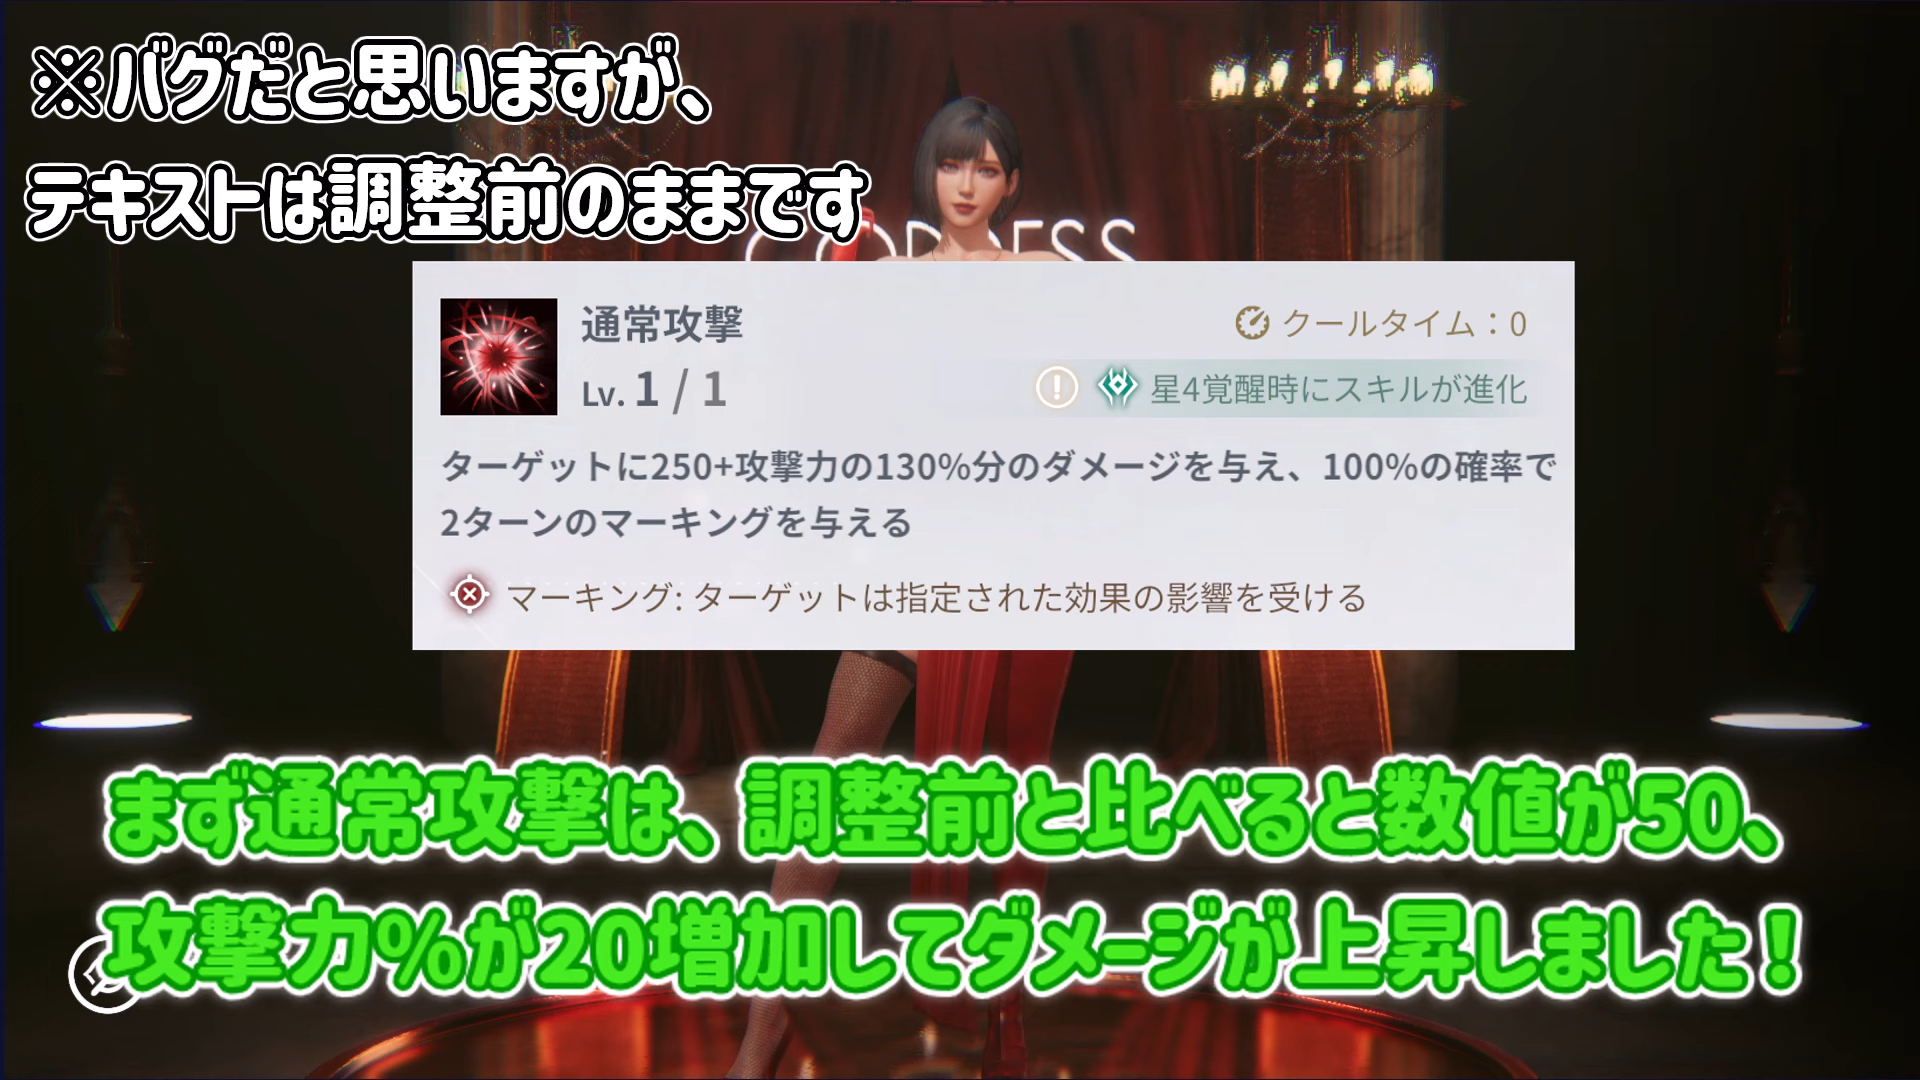 ※バグだと思いますが、
テキストは調整前のままです
通常攻撃
クールタイム：0
Lv. 1 / 1
星4覚醒時にスキルが進化
ターゲットに250+攻撃力の130%分のダメージを与え、100%の確率で
2ターンのマーキングを与える
マーキング: ターゲットは指定された効果の影響を受ける
まず通常攻撃は、調整前と比べると数値が50、
攻撃力%が20増加してダメージが上昇しました！